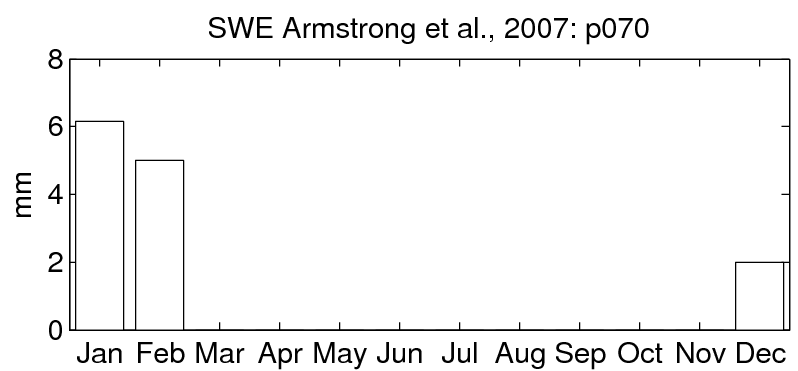 SWE Armstrong et al., 2007: p070
8
6
4
2
0
mm
Jan Feb Mar Apr May Jun Jul Aug Sep Oct Nov Dec